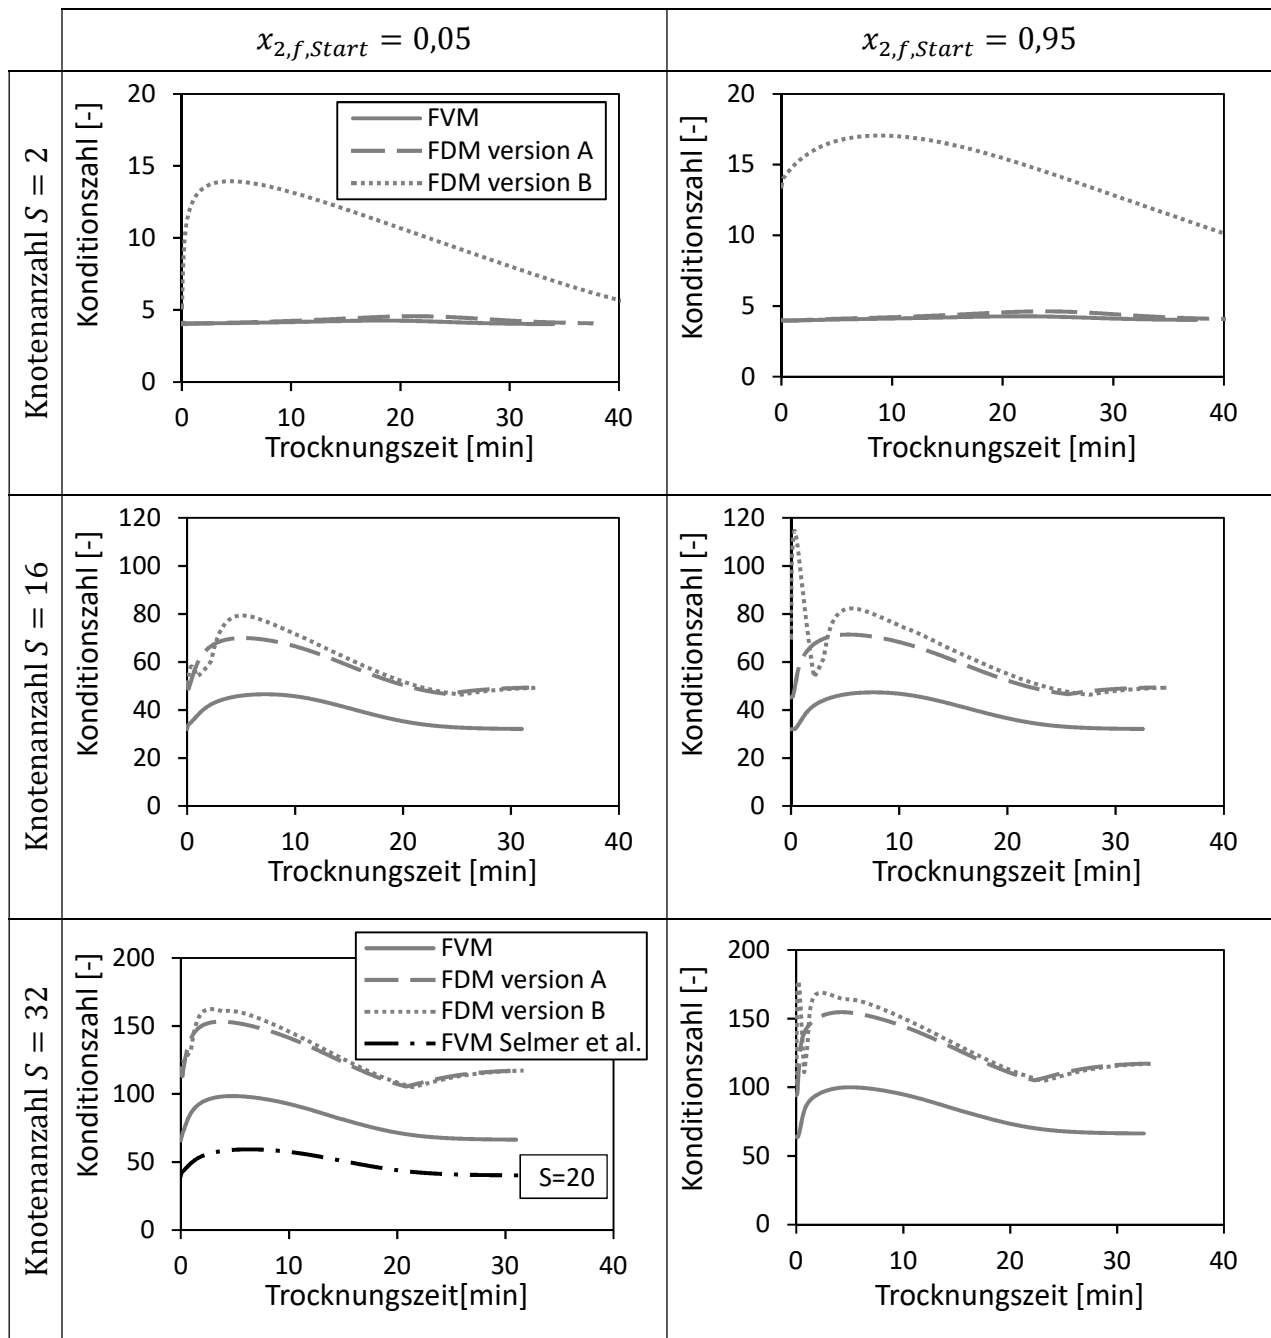 x_{2,f,Start} = 0,05
x_{2,f,Start} = 0,95
Knotenanzahl S = 2
Konditionszahl [-]
20
15
10
5
0
FVM
FDM version A
FDM version B
0 10 20 30 40
Trocknungszeit [min]
Konditionszahl [-]
20
15
10
5
0
0 10 20 30 40
Trocknungszeit [min]
Knotenanzahl S = 16
Konditionszahl [-]
120
100
80
60
40
20
0
0 10 20 30 40
Trocknungszeit [min]
Konditionszahl [-]
120
100
80
60
40
20
0
0 10 20 30 40
Trocknungszeit [min]
Knotenanzahl S = 32
Konditionszahl [-]
200
150
100
50
0
FVM
FDM version A
FDM version B
FVM Selmer et al.
S=20
0 10 20 30 40
Trocknungszeit[min]
Konditionszahl [-]
200
150
100
50
0
0 10 20 30 40
Trocknungszeit [min]